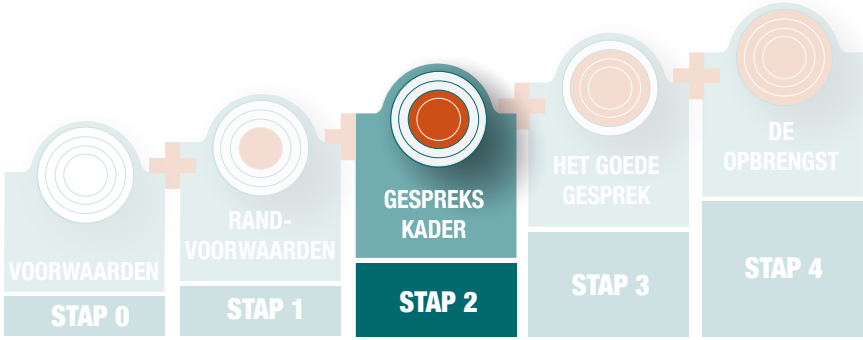 VOORWAARDEN
STAP 0
RAND-
VOORWAARDEN
STAP 1
GESPREKS
KADER
STAP 2
HET GOEDE
GESPREK
STAP 3
DE
OPBRENGST
STAP 4